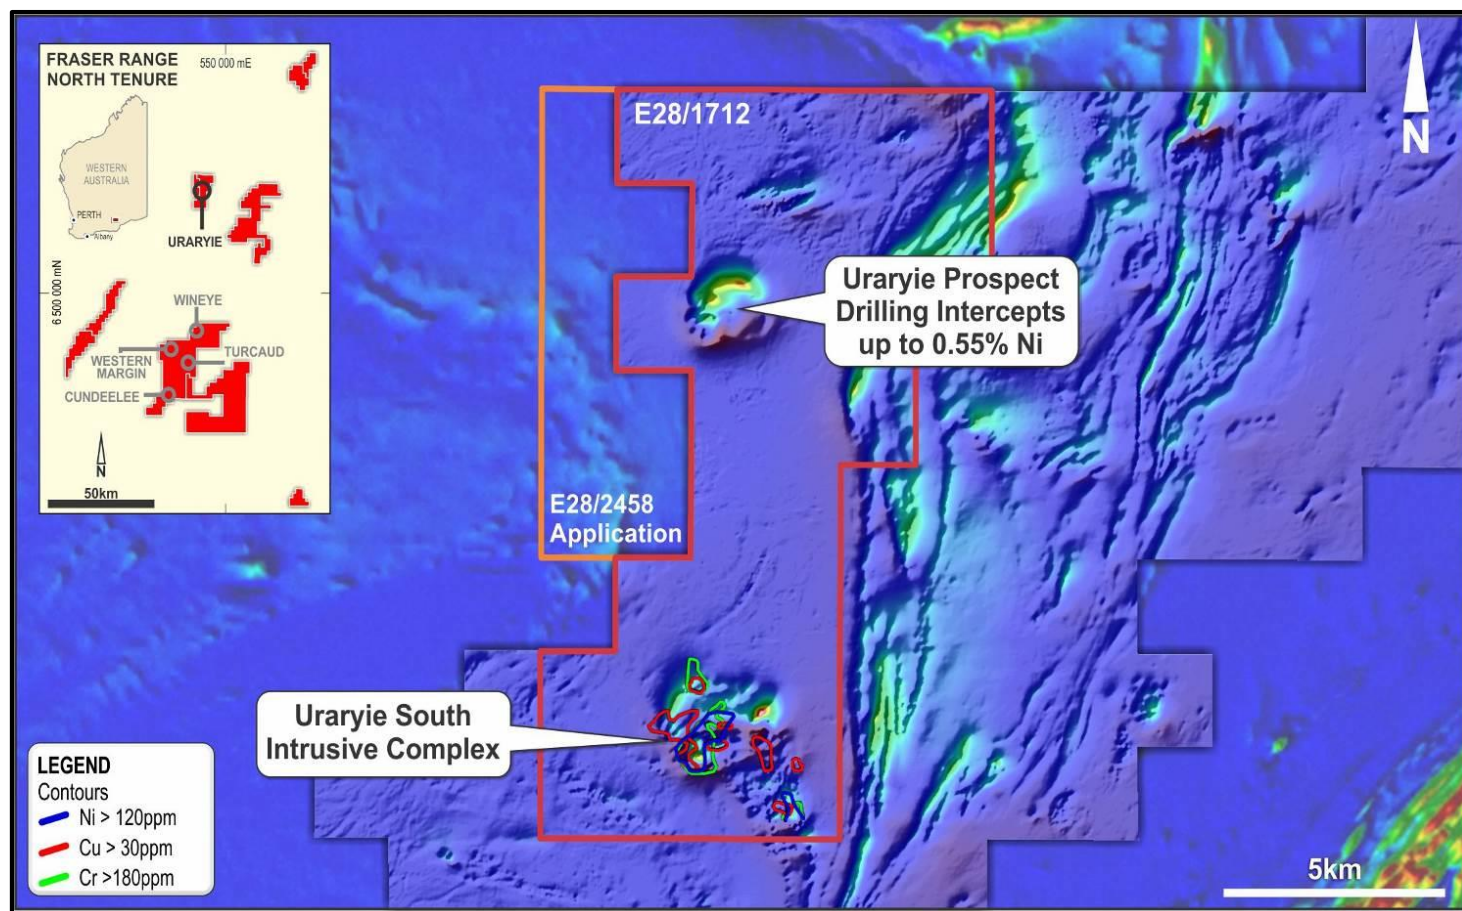 FRASER RANGE
NORTH TENURE
550 000 mE
WESTERN
AUSTRALIA
PERTH
Albany
URARYIE
6 500 000 mN
WINEYE
WESTERN
MARGIN
TURCAUD
CUNDEELEE
N
50km
E28/1712
N
Uraryie Prospect
Drilling Intercepts
up to 0.55% Ni
E28/2458
Application
Uraryie South
Intrusive Complex
LEGEND
Contours
Ni > 120ppm
Cu > 30ppm
Cr >180ppm
5km